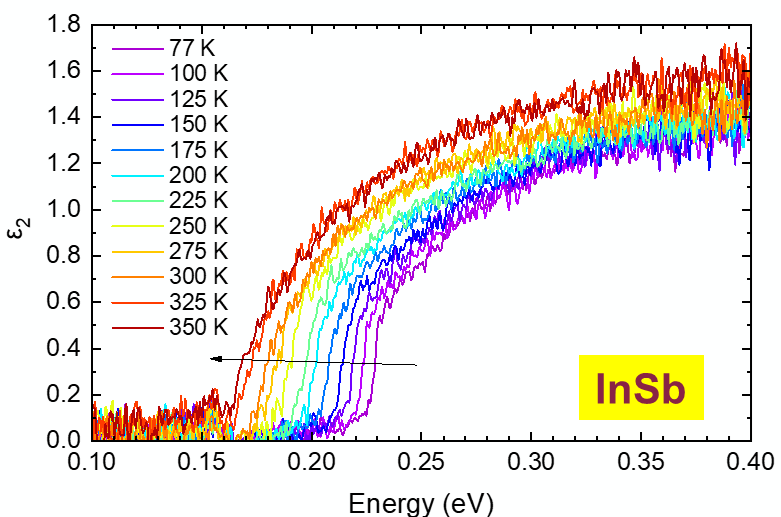 1.8
1.6
1.4
1.2
1.0
0.8
0.6
0.4
0.2
0.0
ε2
77 K
100 K
125 K
150 K
175 K
200 K
225 K
250 K
275 K
300 K
325 K
350 K
InSb
0.10 0.15 0.20 0.25 0.30 0.35 0.40
Energy (eV)